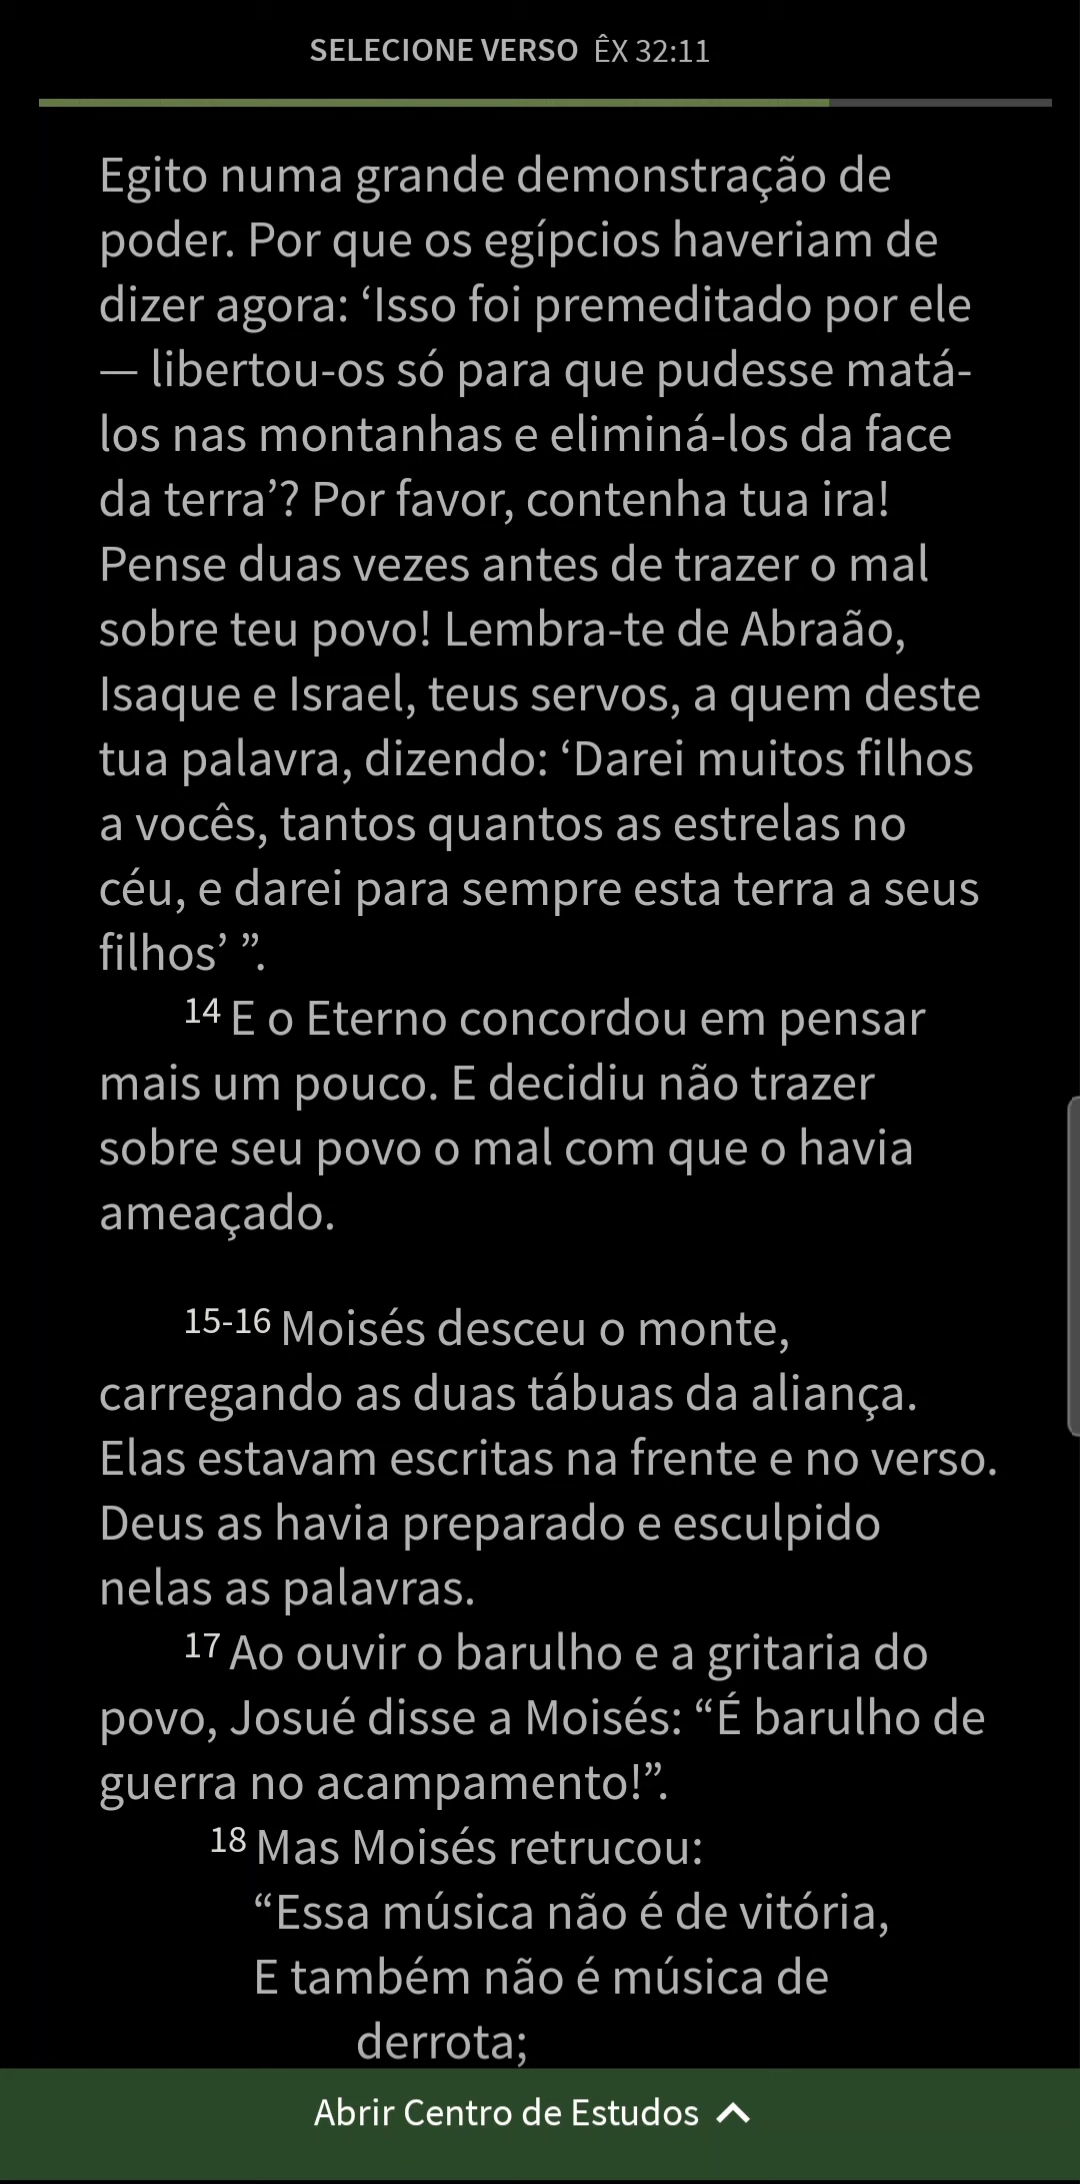 SELECIONE VERSO ÊX 32:11
Egito numa grande demonstração de
poder. Por que os egípcios haveriam de
dizer agora: ‘Isso foi premeditado por ele
— libertou-os só para que pudesse matá-
los nas montanhas e eliminá-los da face
da terra’? Por favor, contenha tua ira!
Pense duas vezes antes de trazer o mal
sobre teu povo! Lembra-te de Abraão,
Isaque e Israel, teus servos, a quem deste
tua palavra, dizendo: ‘Darei muitos filhos
a vocês, tantos quantos as estrelas no
céu, e darei para sempre esta terra a seus
filhos’ ”.
14 E o Eterno concordou em pensar
mais um pouco. E decidiu não trazer
sobre seu povo o mal com que o havia
ameaçado.
15-16 Moisés desceu o monte,
carregando as duas tábuas da aliança.
Elas estavam escritas na frente e no verso.
Deus as havia preparado e esculpido
nelas as palavras.
17 Ao ouvir o barulho e a gritaria do
povo, Josué disse a Moisés: “É barulho de
guerra no acampamento!”.
18 Mas Moisés retrucou:
“Essa música não é de vitória,
E também não é música de
derrota;
Abrir Centro de Estudos